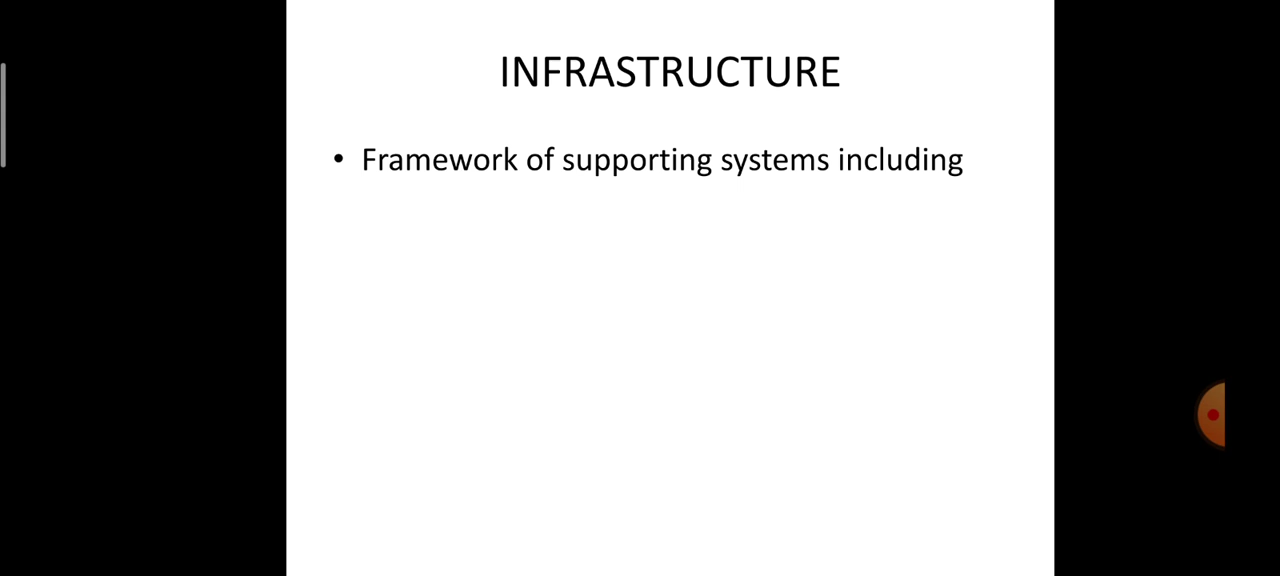 INFRASTRUCTURE
• Framework of supporting systems including